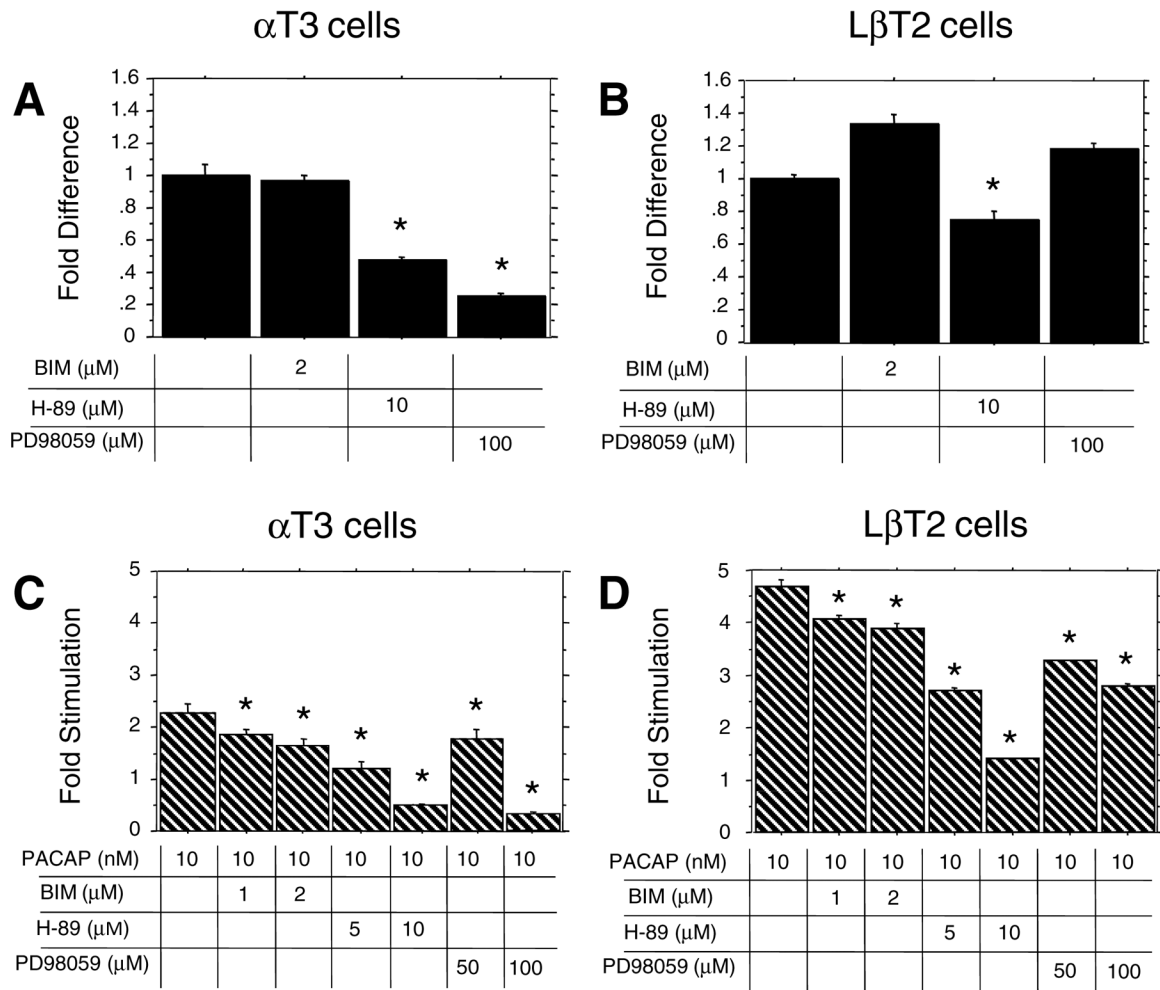 αT3 cells
LβT2 cells
A
Fold Difference
1.6
1.4
1.2
1
.8
.6
.4
.2
0
*
*
BIM (μM) 2
H-89 (μM) 10
PD98059 (μM) 100
B
Fold Difference
1.6
1.4
1.2
1
.8
.6
.4
.2
0
*
BIM (μM) 2
H-89 (μM) 10
PD98059 (μM) 100
αT3 cells
LβT2 cells
C
Fold Stimulation
5
4
3
2
1
0
* * * * * *
PACAP (nM) 10 10 10 10 10 10 10
BIM (μM) 1 2
H-89 (μM) 5 10
PD98059 (μM) 50 100
D
Fold Stimulation
5
4
3
2
1
0
* * * * * *
PACAP (nM) 10 10 10 10 10 10 10
BIM (μM) 1 2
H-89 (μM) 5 10
PD98059 (μM) 50 100